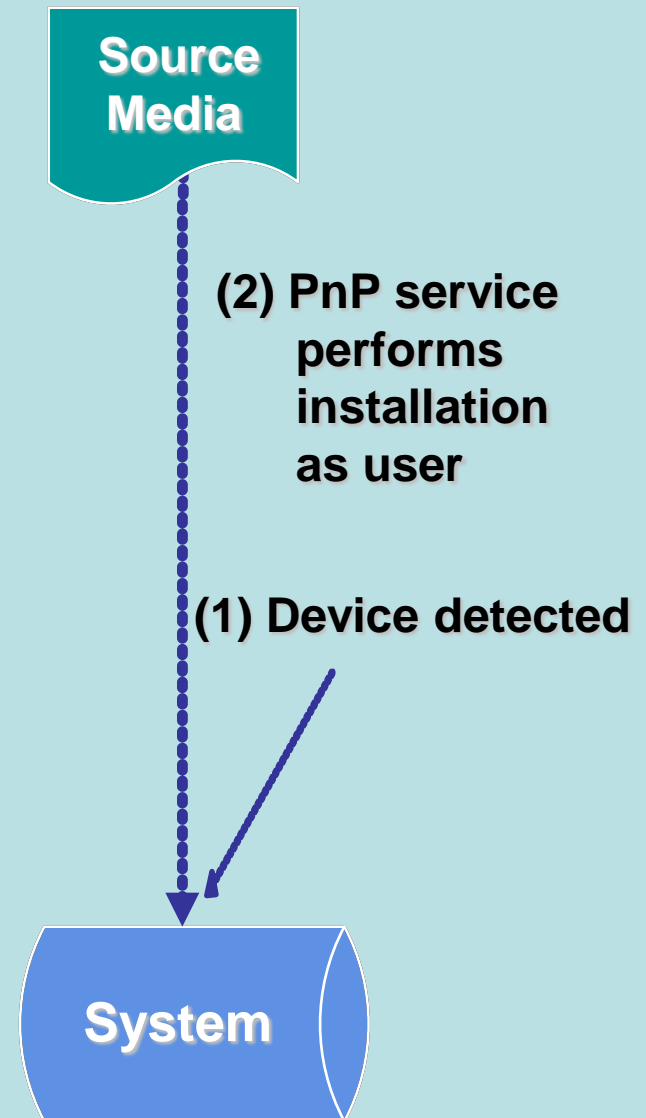 Source
Media
(2) PnP service
performs
installation
as user
(1) Device detected
System